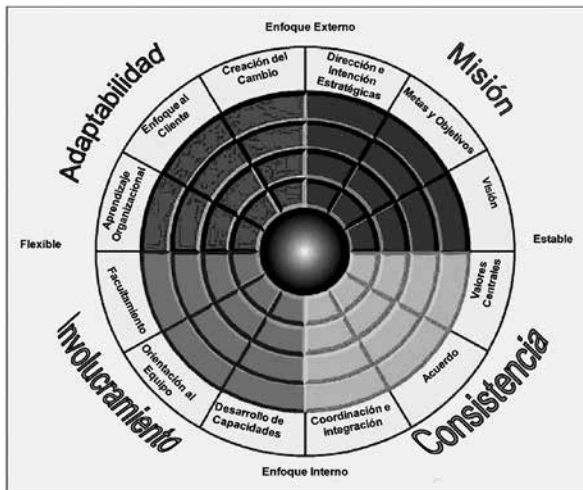 Enfoque Externo
Adaptabilidad
Misión
Creación del
Cambio
Dirección e
Intención
Estratégicas
Enfoque al
Cliente
Metas y Objetivos
Aprendizaje
Organizacional
Visión
Flexible
Estable
Facultamiento
Valores
Centrales
Orientación al
Equipo
Acuerdo
Desarrollo de
Capacidades
Coordinación e
Integración
Involucramiento
Consistencia
Enfoque Interno